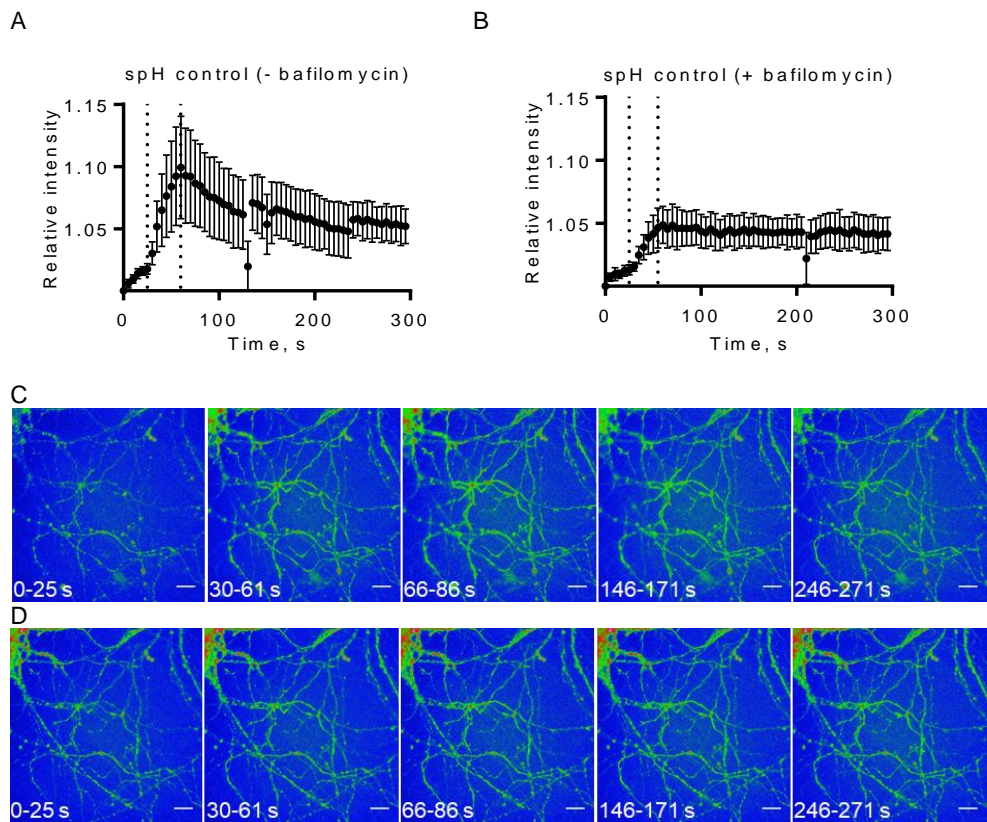 A
B
spH control (- bafilomycin)
spH control (+ bafilomycin)
Relative intensity
1.15
1.10
1.05
0
100
200
300
Time, s
Relative intensity
1.15
1.10
1.05
0
100
200
300
Time, s
C
0-25 s
30-61 s
66-86 s
146-171 s
246-271 s
D
0-25 s
30-61 s
66-86 s
146-171 s
246-271 s